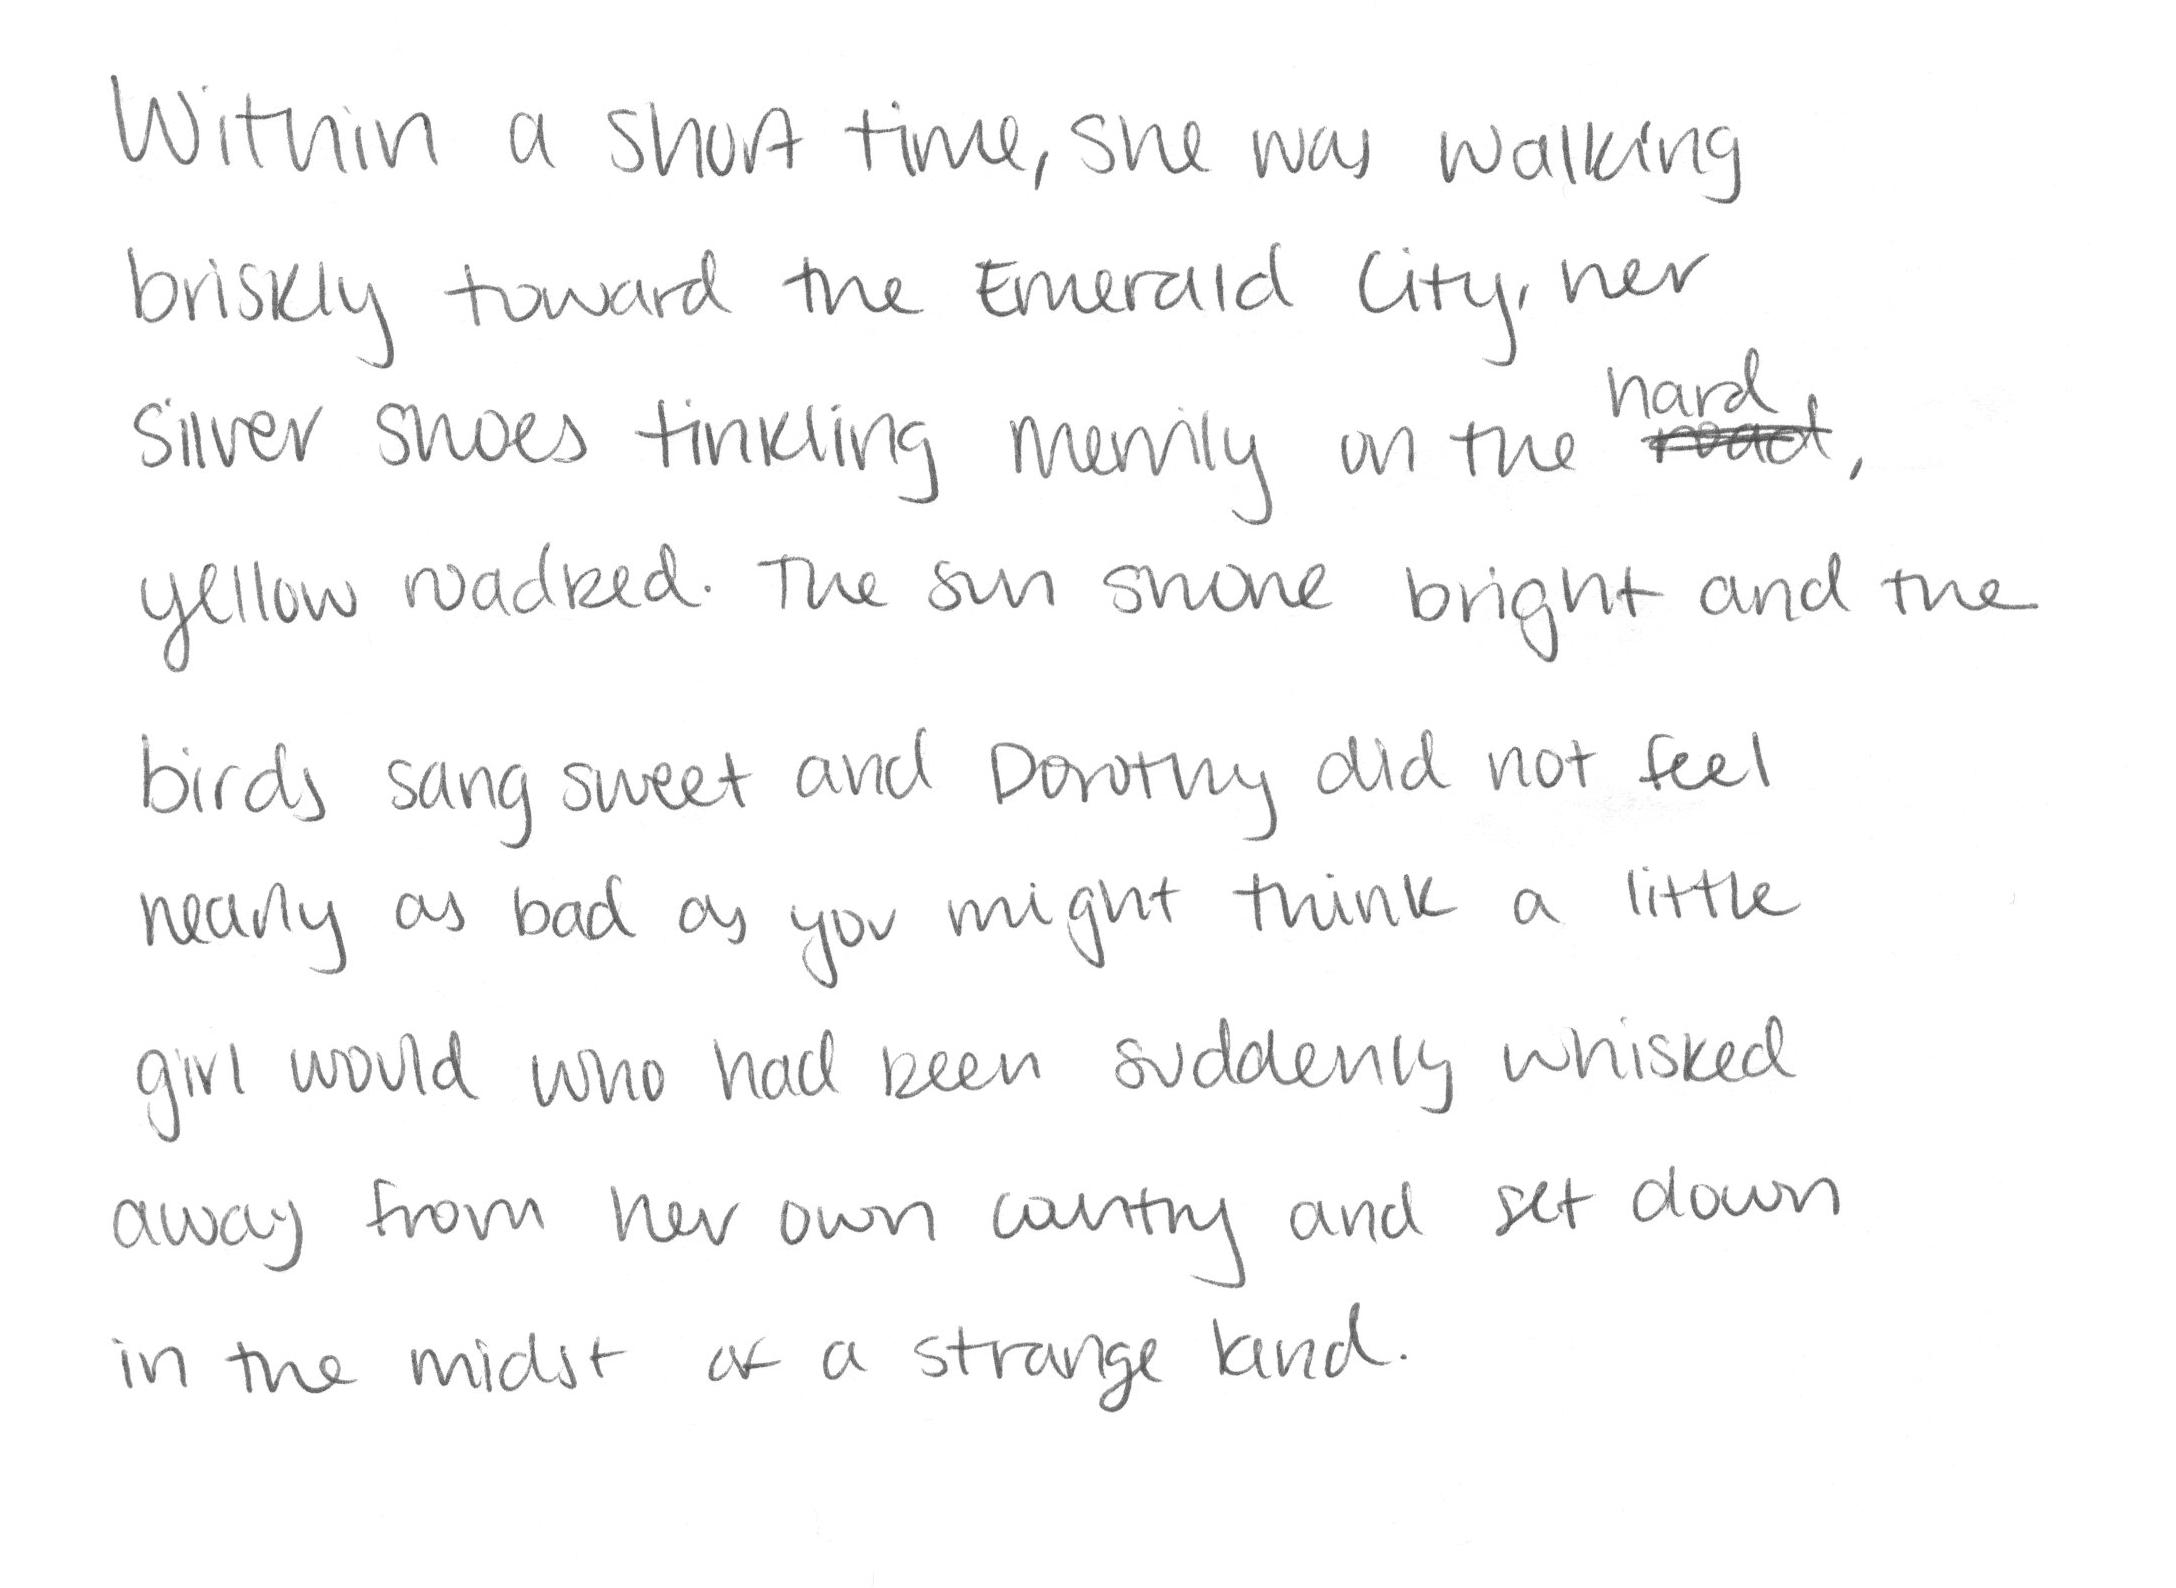 Within a short time, she was walking
briskly toward the Emerald City, her
silver shoes tinkling merrily on the hard,
yellow roadbed. The sun shone bright and the
birds sang sweet and Dorothy did not feel
nearly as bad as you might think a little
girl would who had been suddenly whisked
away from her own country and set down
in the midst of a strange land.